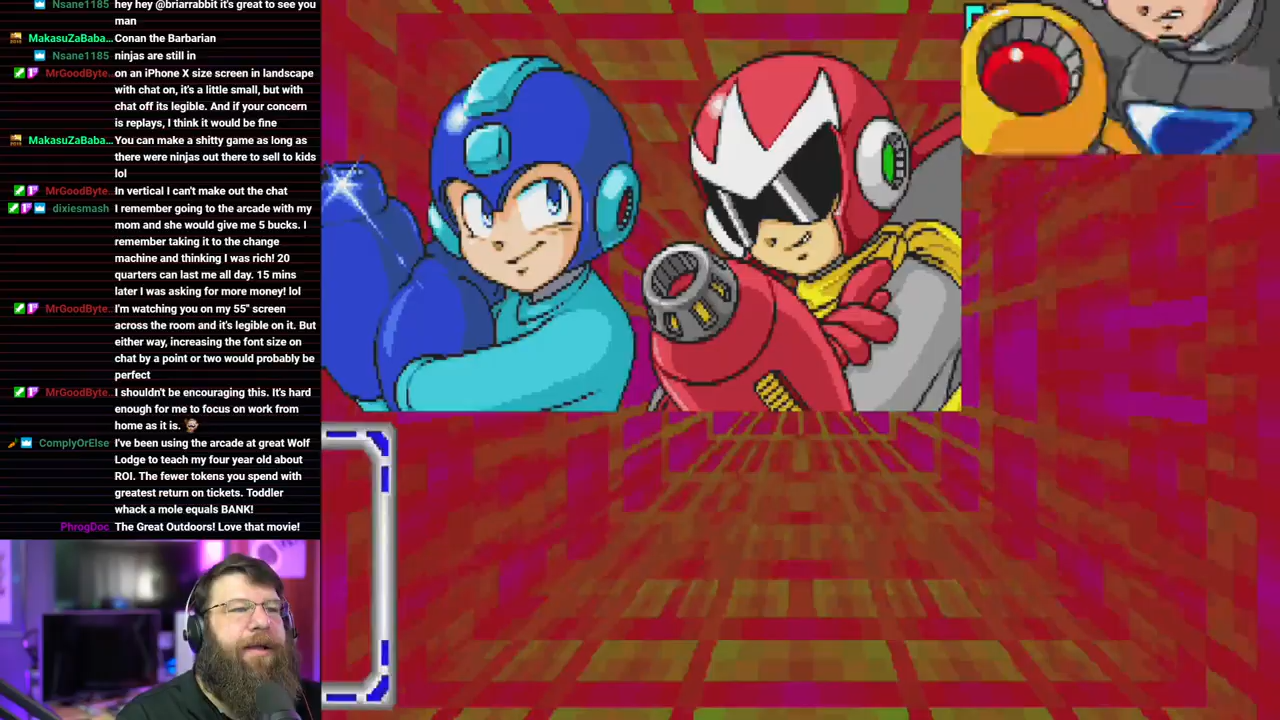 Nsane1185 hey hey @briarrabbit it's great to see you
man
MakasuZaBaba... Conan the Barbarian
Nsane1185 ninjas are still in
MrGoodByte... on an iPhone X size screen in landscape
with chat on, it's a little small, but with
chat off its legible. And if your concern
is replays, I think it would be fine
MakasuZaBaba... You can make a shitty game as long as
there were ninjas out there to sell to kids
lol
MrGoodByte... In vertical I can't make out the chat
dixiesmash I remember going to the arcade with my
mom and she would give me 5 bucks. I
remember taking it to the change
machine and thinking I was rich! 20
quarters can last me all day. 15 mins
later I was asking for more money! lol
MrGoodByte... I'm watching you on my 55" screen
across the room and it's legible on it. But
either way, increasing the font size on
chat by a point or two would probably be
perfect
MrGoodByte... I shouldn't be encouraging this. It's hard
enough for me to focus on work from
home as it is.
ComplyOrElse I've been using the arcade at great Wolf
Lodge to teach my four year old about
ROI. The fewer tokens you spend with
greatest return on tickets. Toddler
whack a mole equals BANK!
PhrogDoc The Great Outdoors! Love that movie!